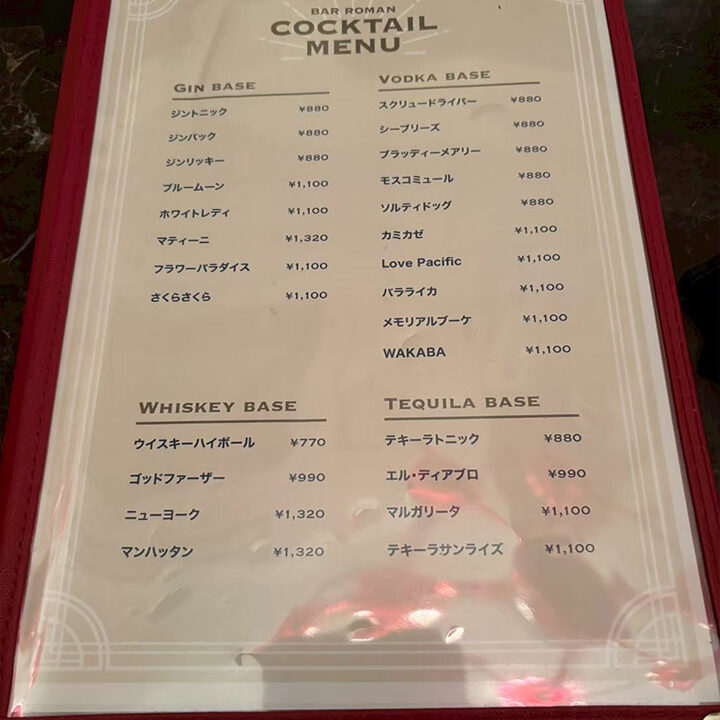 BAR ROMAN
COCKTAIL
MENU
GIN BASE
ジントニック ¥880
ジンバック ¥880
ジンリッキー ¥880
ブルームーン ¥1,100
ホワイトレディ ¥1,100
マティーニ ¥1,320
フラワーパラダイス ¥1,100
さくらさくら ¥1,100
VODKA BASE
スクリュードライバー ¥880
シーブリーズ ¥880
ブラッディーメアリー ¥880
モスコミュール ¥880
ソルティドッグ ¥880
カミカゼ ¥1,100
Love Pacific ¥1,100
バラライカ ¥1,100
メモリアルブーケ ¥1,100
WAKABA ¥1,100
WHISKEY BASE
ウイスキーハイボール ¥770
ゴッドファーザー ¥990
ニューヨーク ¥1,320
マンハッタン ¥1,320
TEQUILA BASE
テキーラトニック ¥880
エル・ディアブロ ¥990
マルガリータ ¥1,100
テキーラサンライズ ¥1,100